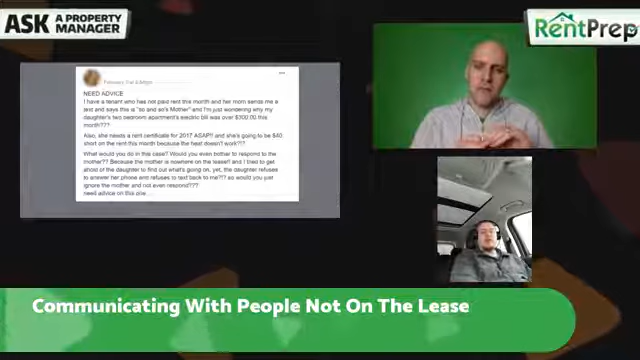 ASK A PROPERTY MANAGER
RentPrep
NEED ADVICE
I have a tenant who has not paid rent this month and her mom sends me a
text and says this is "so and so's Mother" and I'm just wondering why my
daughter's two bedroom apartment's electric bill was over $300.00 this
month???
Also, she needs a rent certificate for 2017 ASAP!! and she's going to be $40
short on the rent this month because the heat doesn't work?!?
What would you do in this case? Would you even bother to respond to the
mother?? Because the mother is nowhere on the lease!! and I tried to get
ahold of the daughter to find out what's going on, yet, the daughter refuses
to answer her phone and refuses to text back to me?!? so would you just
ignore the mother and not even respond???
need advice on this one
Communicating With People Not On The Lease